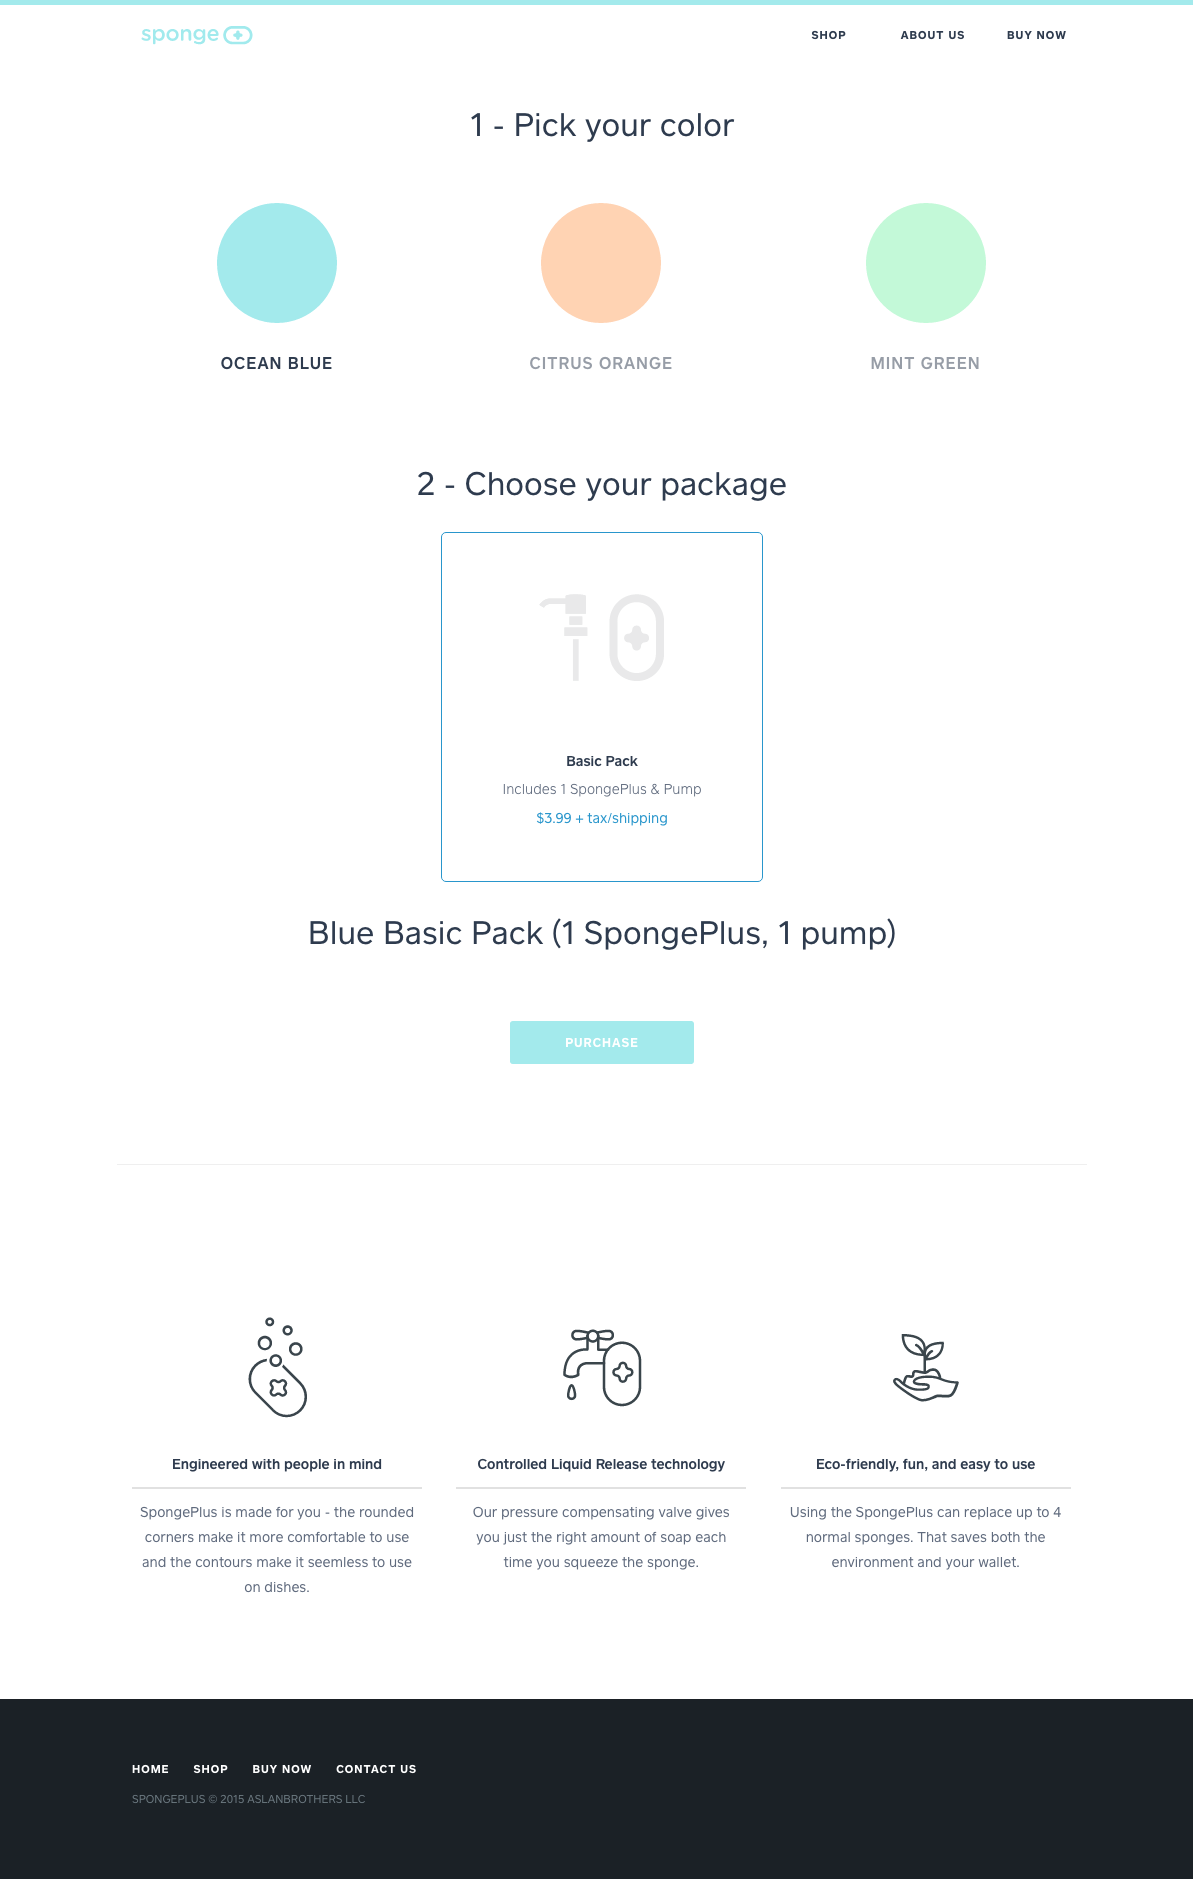 sponge
SHOP ABOUT US BUY NOW
1 - Pick your color
OCEAN BLUE CITRUS ORANGE MINT GREEN
2 - Choose your package
Basic Pack
Includes 1 SpongePlus & Pump
$3.99 + tax/shipping
Blue Basic Pack (1 SpongePlus, 1 pump)
PURCHASE
Engineered with people in mind
SpongePlus is made for you - the rounded
corners make it more comfortable to use
and the contours make it seemless to use
on dishes.
Controlled Liquid Release technology
Our pressure compensating valve gives
you just the right amount of soap each
time you squeeze the sponge.
Eco-friendly, fun, and easy to use
Using the SpongePlus can replace up to 4
normal sponges. That saves both the
environment and your wallet.
HOME SHOP BUY NOW CONTACT US
SPONGEPLUS © 2015 ASLANBROTHERS LLC